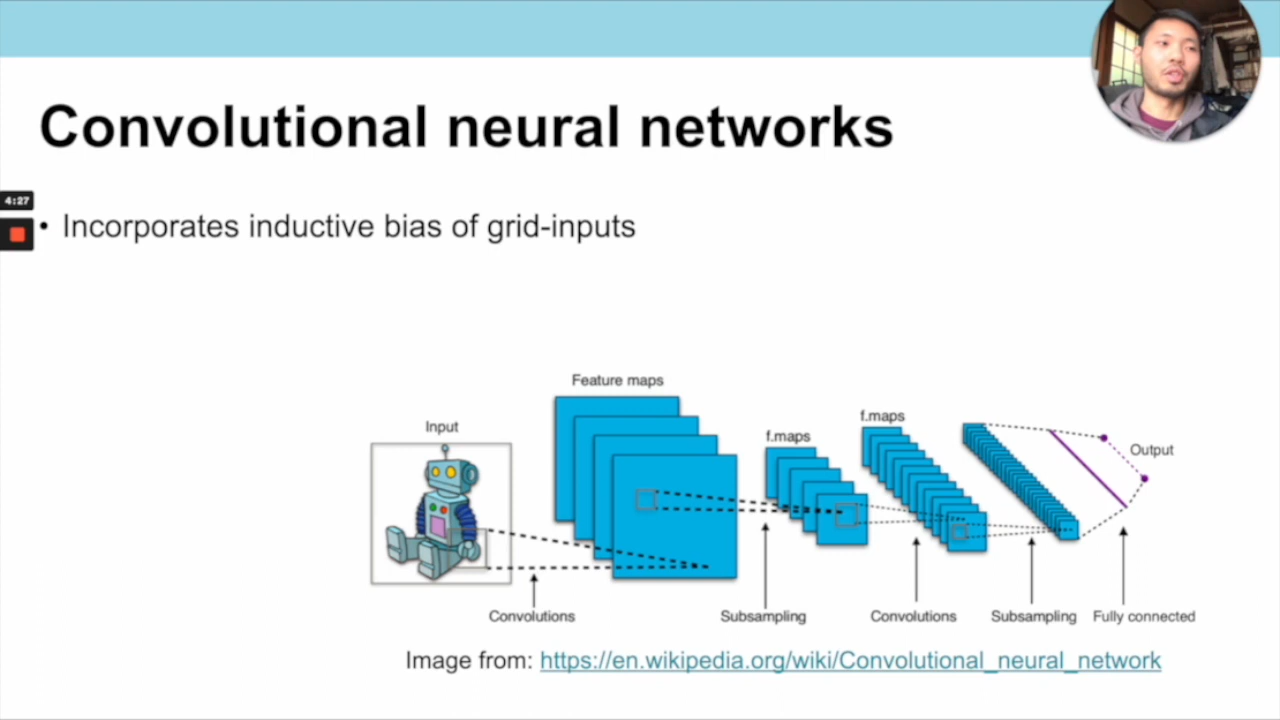 Convolutional neural networks
4:27
• Incorporates inductive bias of grid-inputs
Feature maps
Input
f.maps
f.maps
Output
Convolutions
Subsampling
Convolutions
Subsampling
Fully connected
Image from: https://en.wikipedia.org/wiki/Convolutional_neural_network